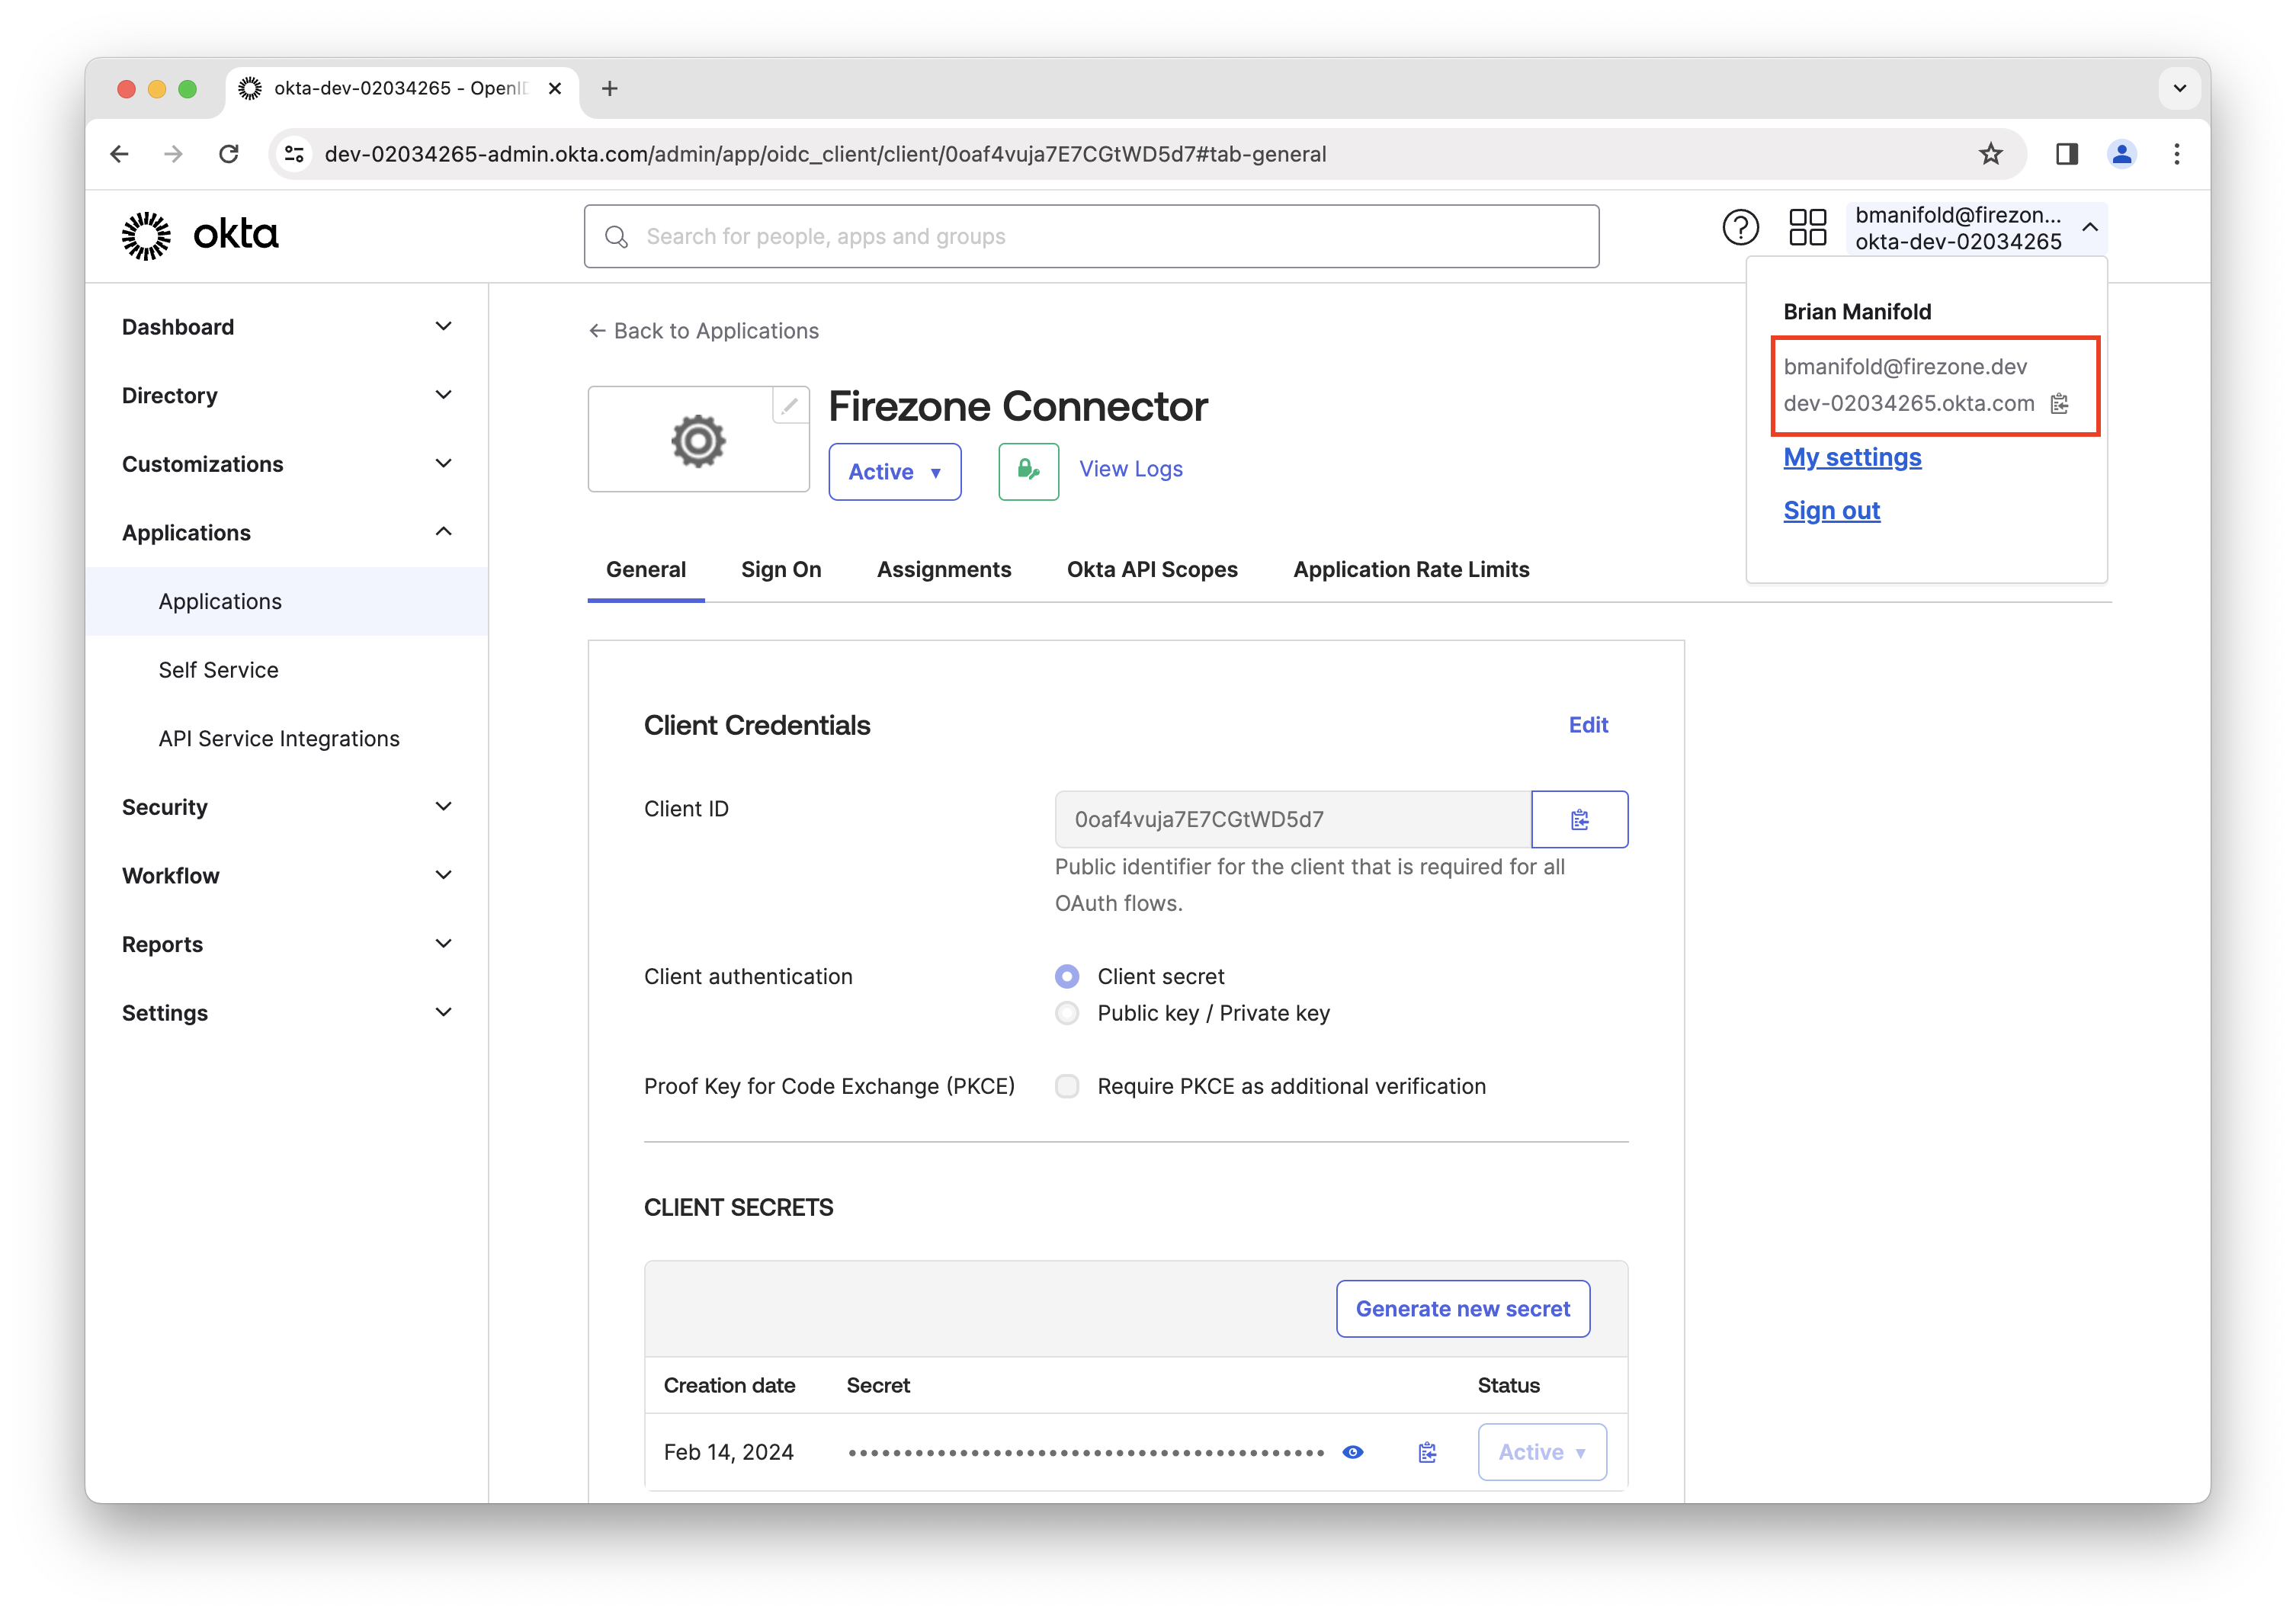 okta-dev-02034265 - OpenI
dev-02034265-admin.okta.com/admin/app/oidc_client/client/0oaf4vuja7E7CGtWD5d7#tab-general
okta
Search for people, apps and groups
bmanifold@firezon...
okta-dev-02034265
Brian Manifold
bmanifold@firezone.dev
dev-02034265.okta.com
My settings
Sign out
Dashboard
Directory
Customizations
Applications
Applications
Self Service
API Service Integrations
Security
Workflow
Reports
Settings
← Back to Applications
Firezone Connector
Active
View Logs
General
Sign On
Assignments
Okta API Scopes
Application Rate Limits
Client Credentials
Edit
Client ID
0oaf4vuja7E7CGtWD5d7
Public identifier for the client that is required for all
OAuth flows.
Client authentication
Client secret
Public key / Private key
Proof Key for Code Exchange (PKCE)
Require PKCE as additional verification
CLIENT SECRETS
Generate new secret
Creation date
Secret
Status
Feb 14, 2024
Active